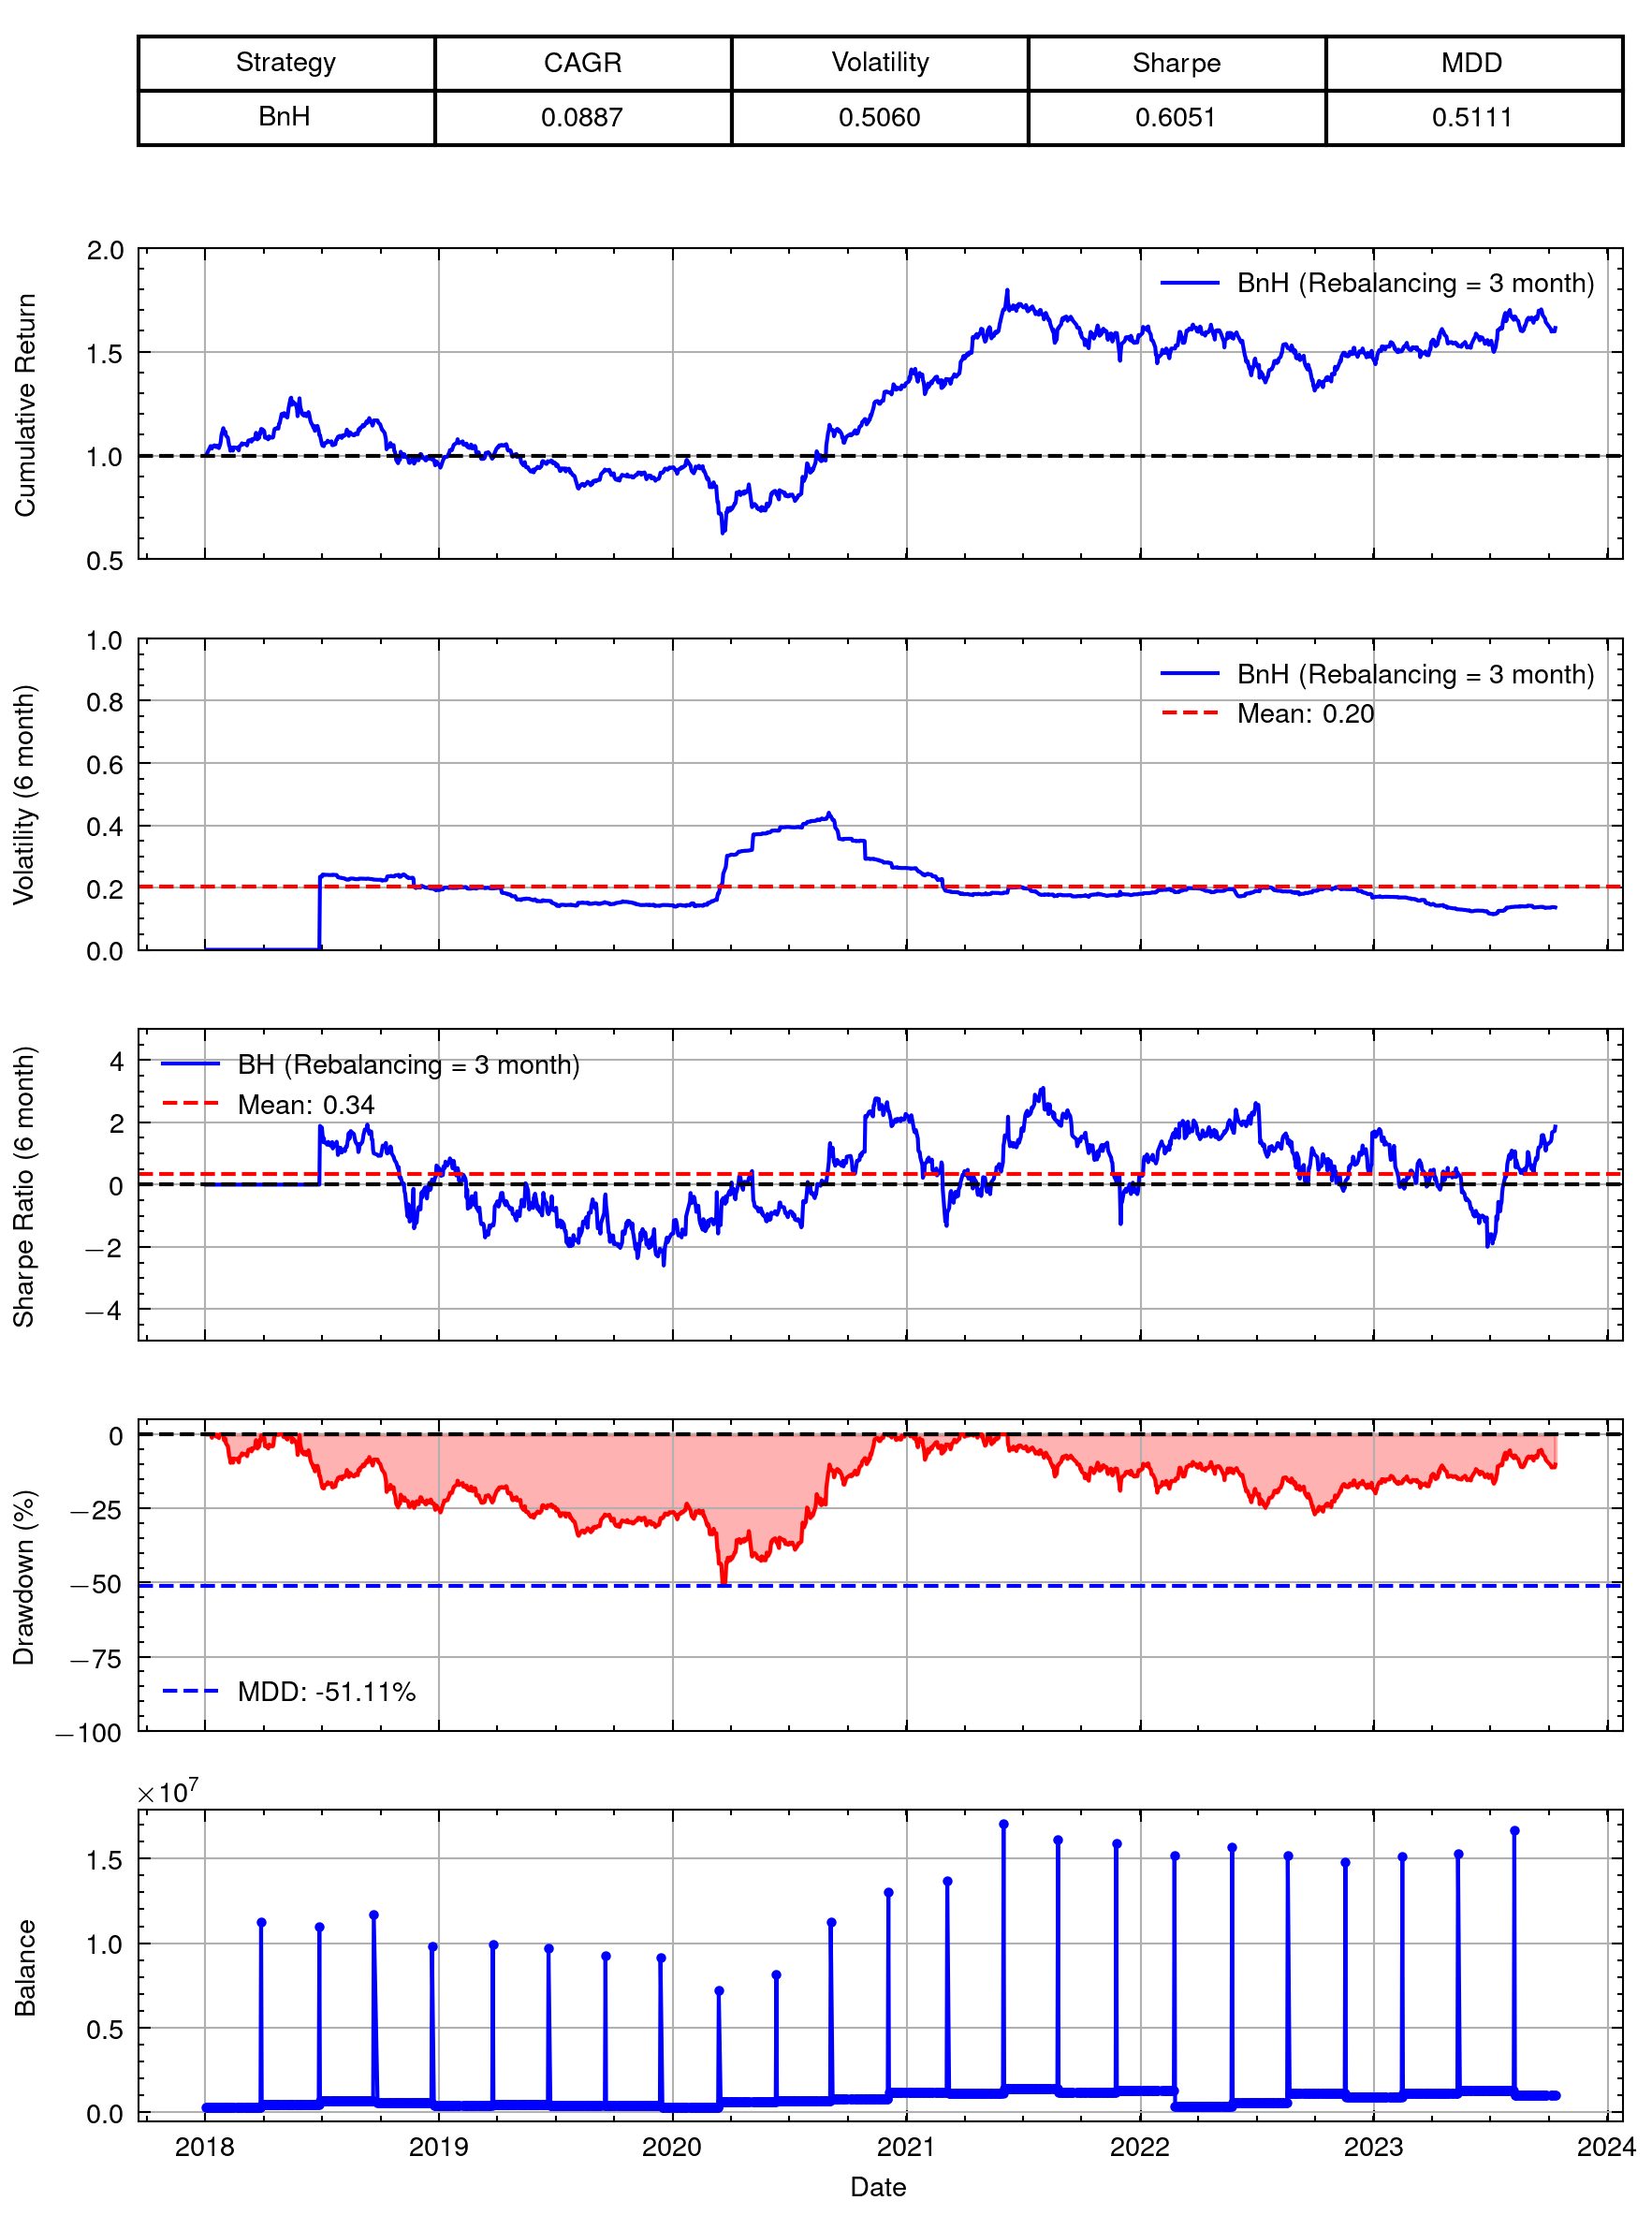 Strategy CAGR Volatility Sharpe MDD
BnH 0.0887 0.5060 0.6051 0.5111
2.0
1.5
1.0
0.5
Cumulative Return
BnH (Rebalancing = 3 month)
1.0
0.8
0.6
0.4
0.2
0.0
Volatility (6 month)
BnH (Rebalancing = 3 month)
Mean: 0.20
4
2
0
−2
−4
Sharpe Ratio (6 month)
BH (Rebalancing = 3 month)
Mean: 0.34
0
−25
−50
−75
−100
Drawdown (%)
MDD: -51.11%
×10⁷
1.5
1.0
0.5
0.0
Balance
2018 2019 2020 2021 2022 2023 2024
Date